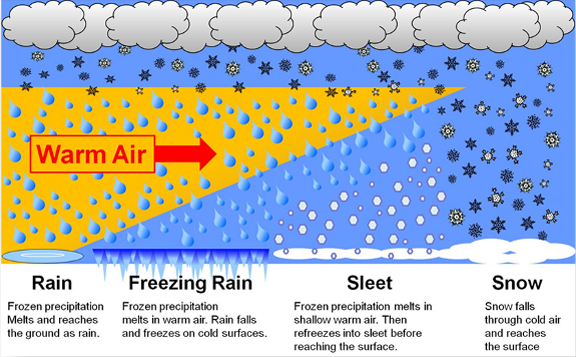 Warm Air
Rain
Frozen precipitation
Melts and reaches
the ground as rain.
Freezing Rain
Frozen precipitation
melts in warm air. Rain falls
and freezes on cold surfaces.
Sleet
Frozen precipitation melts in
shallow warm air. Then
refreezes into sleet before
reaching the surface.
Snow
Snow falls
through cold air
and reaches
the surface